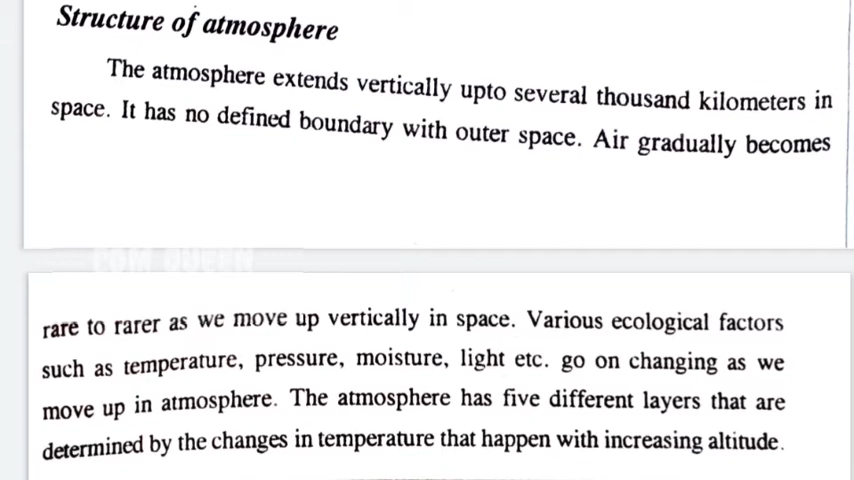 Structure of atmosphere
The atmosphere extends vertically upto several thousand kilometers in
space. It has no defined boundary with outer space. Air gradually becomes
COM QUEEN
rare to rarer as we move up vertically in space. Various ecological factors
such as temperature, pressure, moisture, light etc. go on changing as we
move up in atmosphere. The atmosphere has five different layers that are
determined by the changes in temperature that happen with increasing altitude.